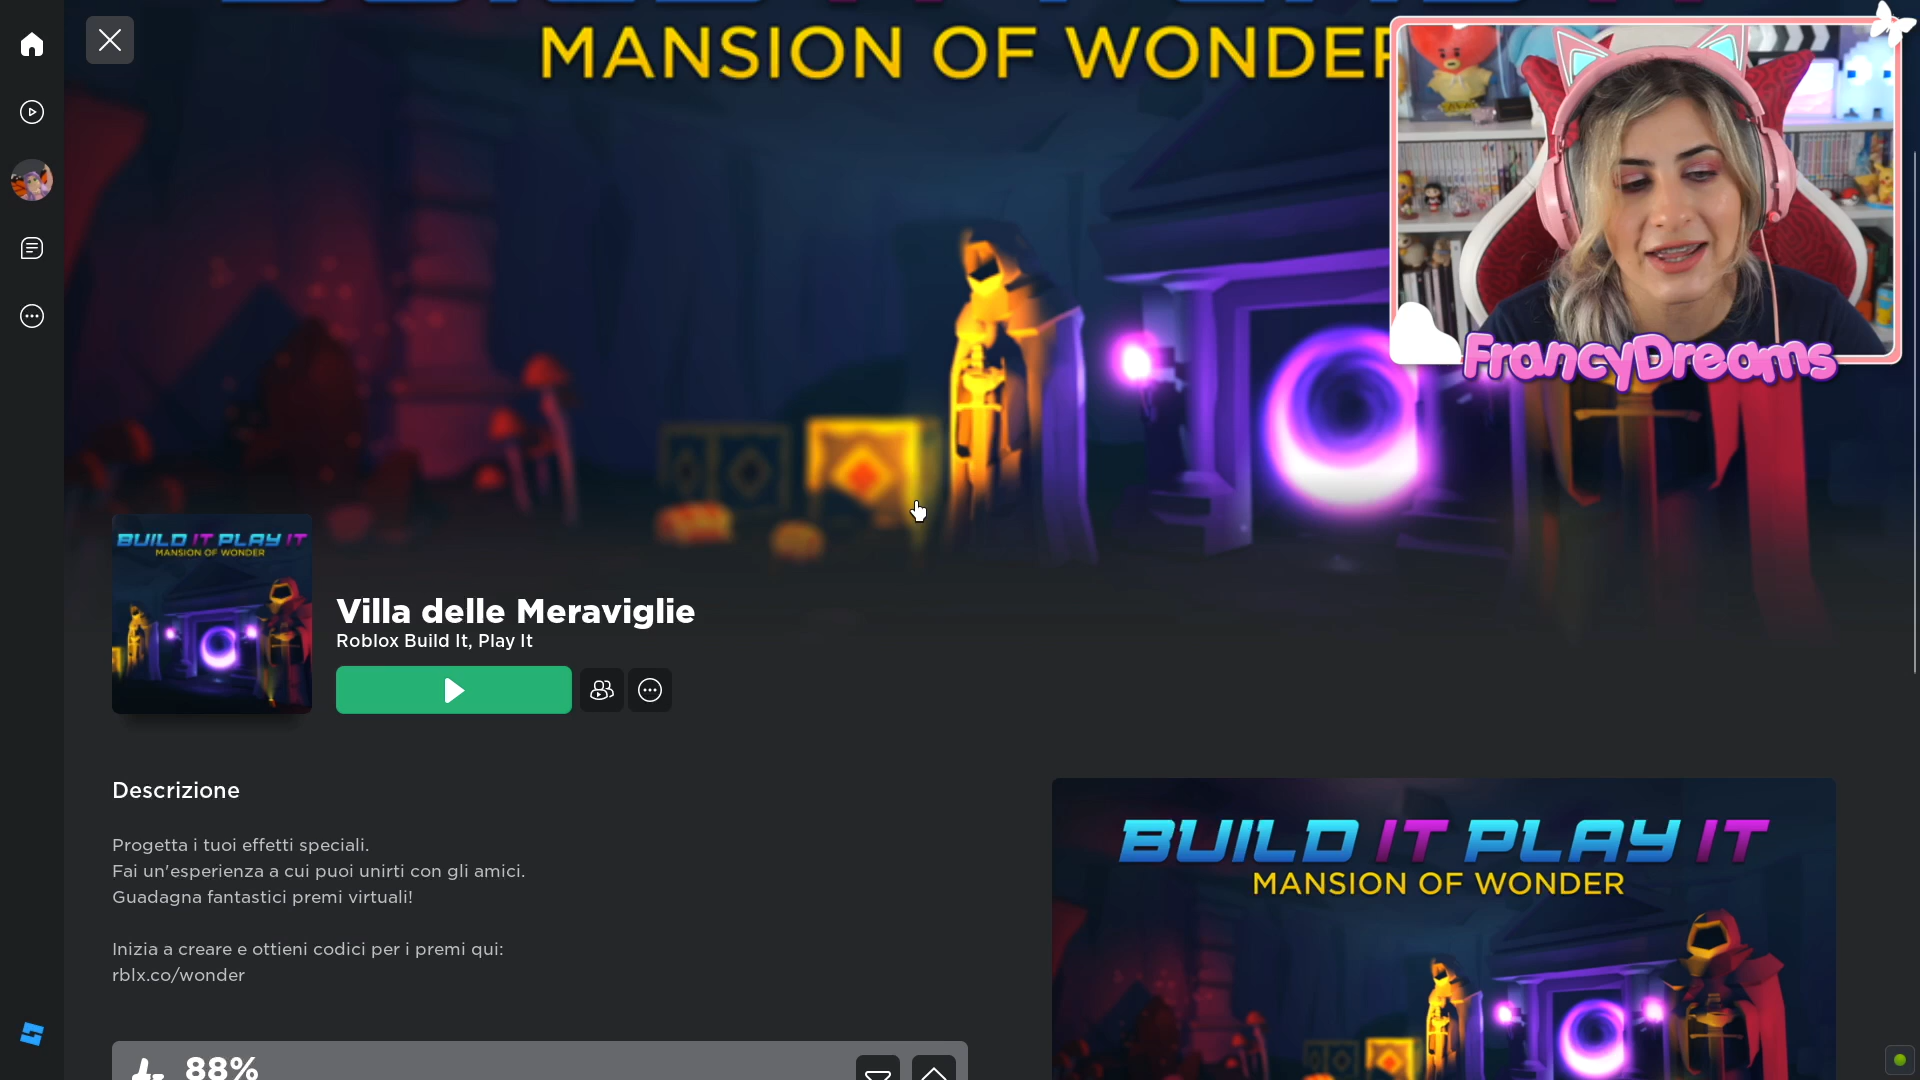 MANSION OF WONDER
FrancyDreams
BUILD IT PLAY IT
MANSION OF WONDER
Villa delle Meraviglie
Roblox Build It, Play It
Descrizione
Progetta i tuoi effetti speciali.
Fai un'esperienza a cui puoi unirti con gli amici.
Guadagna fantastici premi virtuali!
Inizia a creare e ottieni codici per i premi qui:
rblx.co/wonder
88%
BUILD IT PLAY IT
MANSION OF WONDER